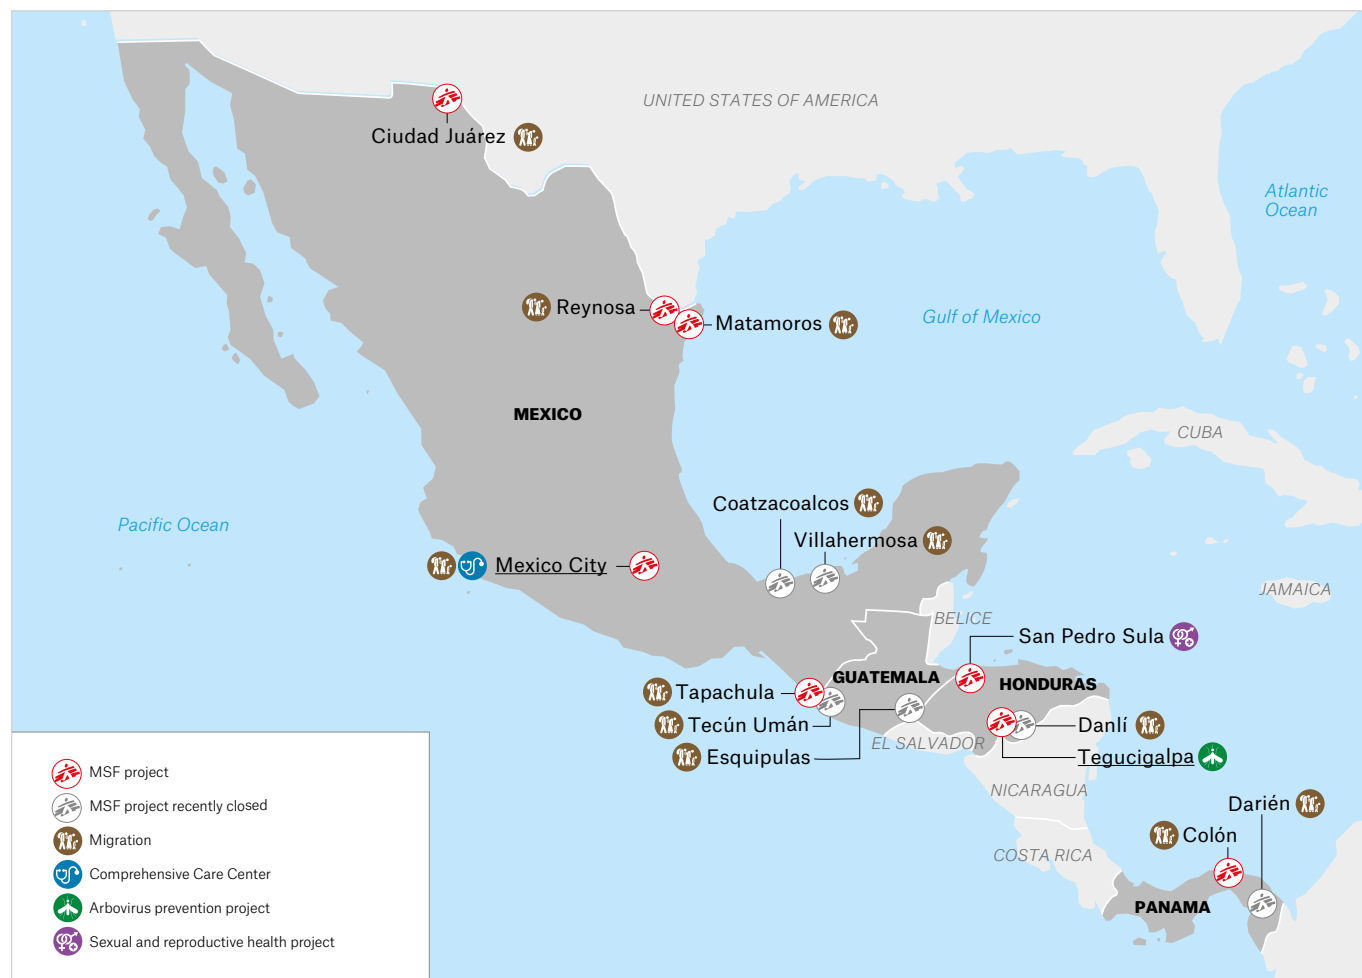 UNITED STATES OF AMERICA
Ciudad Juárez
Atlantic
Ocean
Reynosa
Matamoros
Gulf of Mexico
MEXICO
CUBA
Coatzacoalcos
Pacific Ocean
Villahermosa
Mexico City
JAMAICA
BELICE
San Pedro Sula
GUATEMALA
HONDURAS
Tapachula
Tecún Umán
Danlí
EL SALVADOR
Esquipulas
Tegucigalpa
NICARAGUA
Darién
Colón
COSTA RICA
PANAMA
MSF project
MSF project recently closed
Migration
Comprehensive Care Center
Arbovirus prevention project
Sexual and reproductive health project